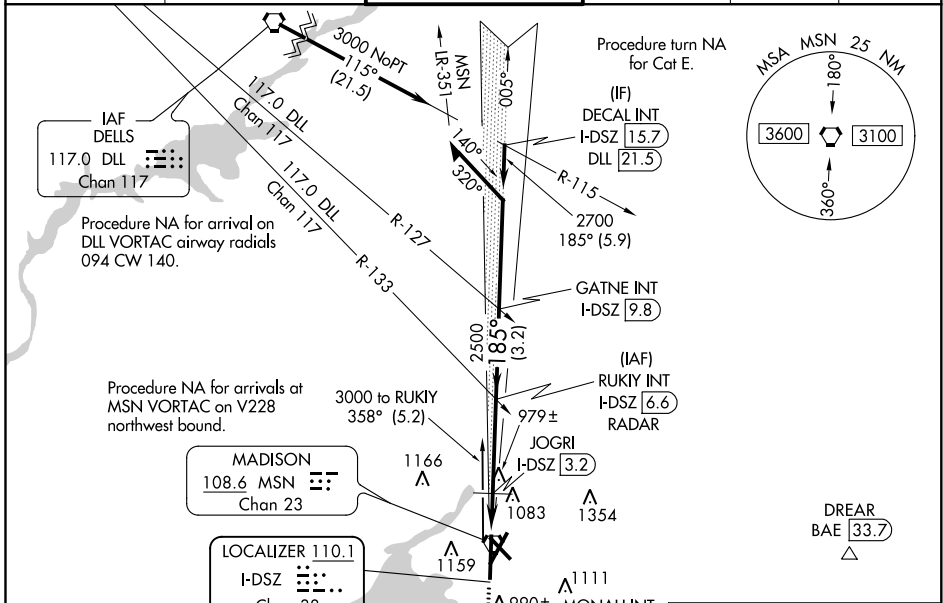 3000 NoPT
115°
(21.5)
MSN
LR-351
005°
Procedure turn NA
for Cat E.
MSA MSN 25 NM
180°
3600
3100
360°
(IF)
DECAL INT
I-DSZ 15.7
DLL 21.5
IAF
DELLS
117.0 DLL
Chan 117
117.0 DLL
Chan 117
117.0 DLL
Chan 117
140°
320°
R-115
2700
185° (5.9)
Procedure NA for arrival on
DLL VORTAC airway radials
094 CW 140.
R-127
R-133
GATNE INT
I-DSZ 9.8
2500
185°
(3.2)
(IAF)
RUKIY INT
I-DSZ 6.6
RADAR
Procedure NA for arrivals at
MSN VORTAC on V228
northwest bound.
3000 to RUKIY
358° (5.2)
979±
JOGRI
I-DSZ 3.2
MADISON
108.6 MSN
Chan 23
1166
1083
1354
DREAR
BAE 33.7
LOCALIZER 110.1
I-DSZ
1159
1111